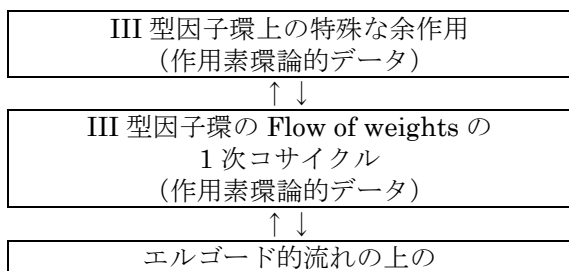 III 型因子環上の特殊な余作用
(作用素環論的データ)
↑ ↓
III 型因子環の Flow of weights の
1 次コサイクル
(作用素環論的データ)
↑ ↓
エルゴード的流れの上の